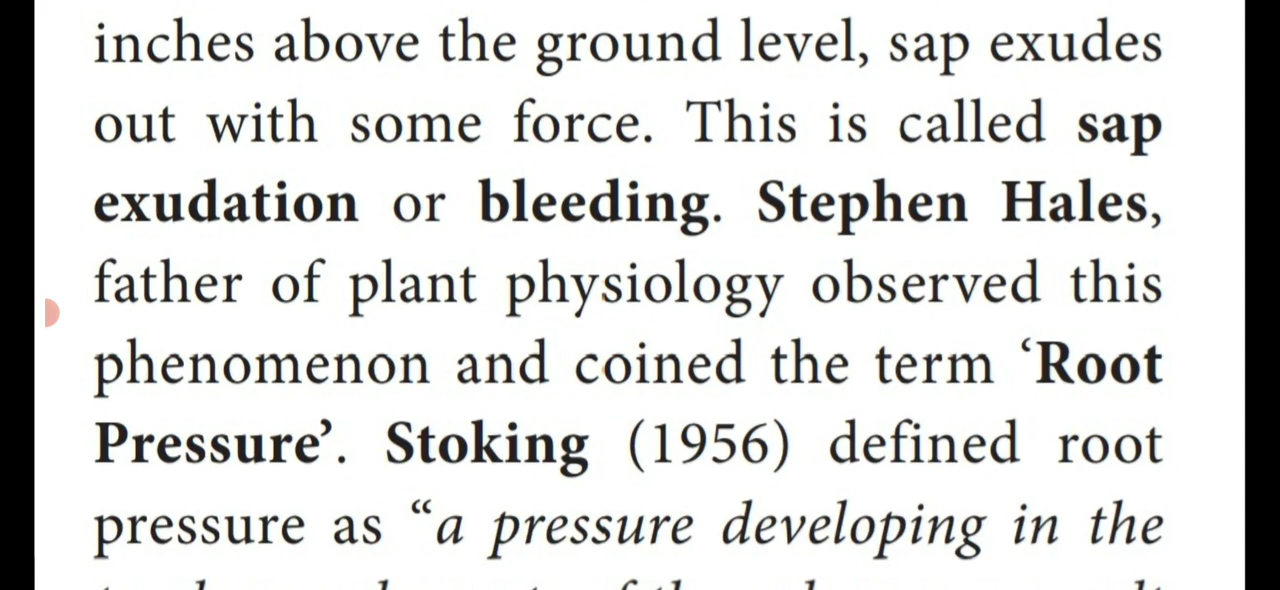 inches above the ground level, sap exudes
out with some force. This is called sap
exudation or bleeding. Stephen Hales,
father of plant physiology observed this
phenomenon and coined the term ‘Root
Pressure’. Stoking (1956) defined root
pressure as “a pressure developing in the